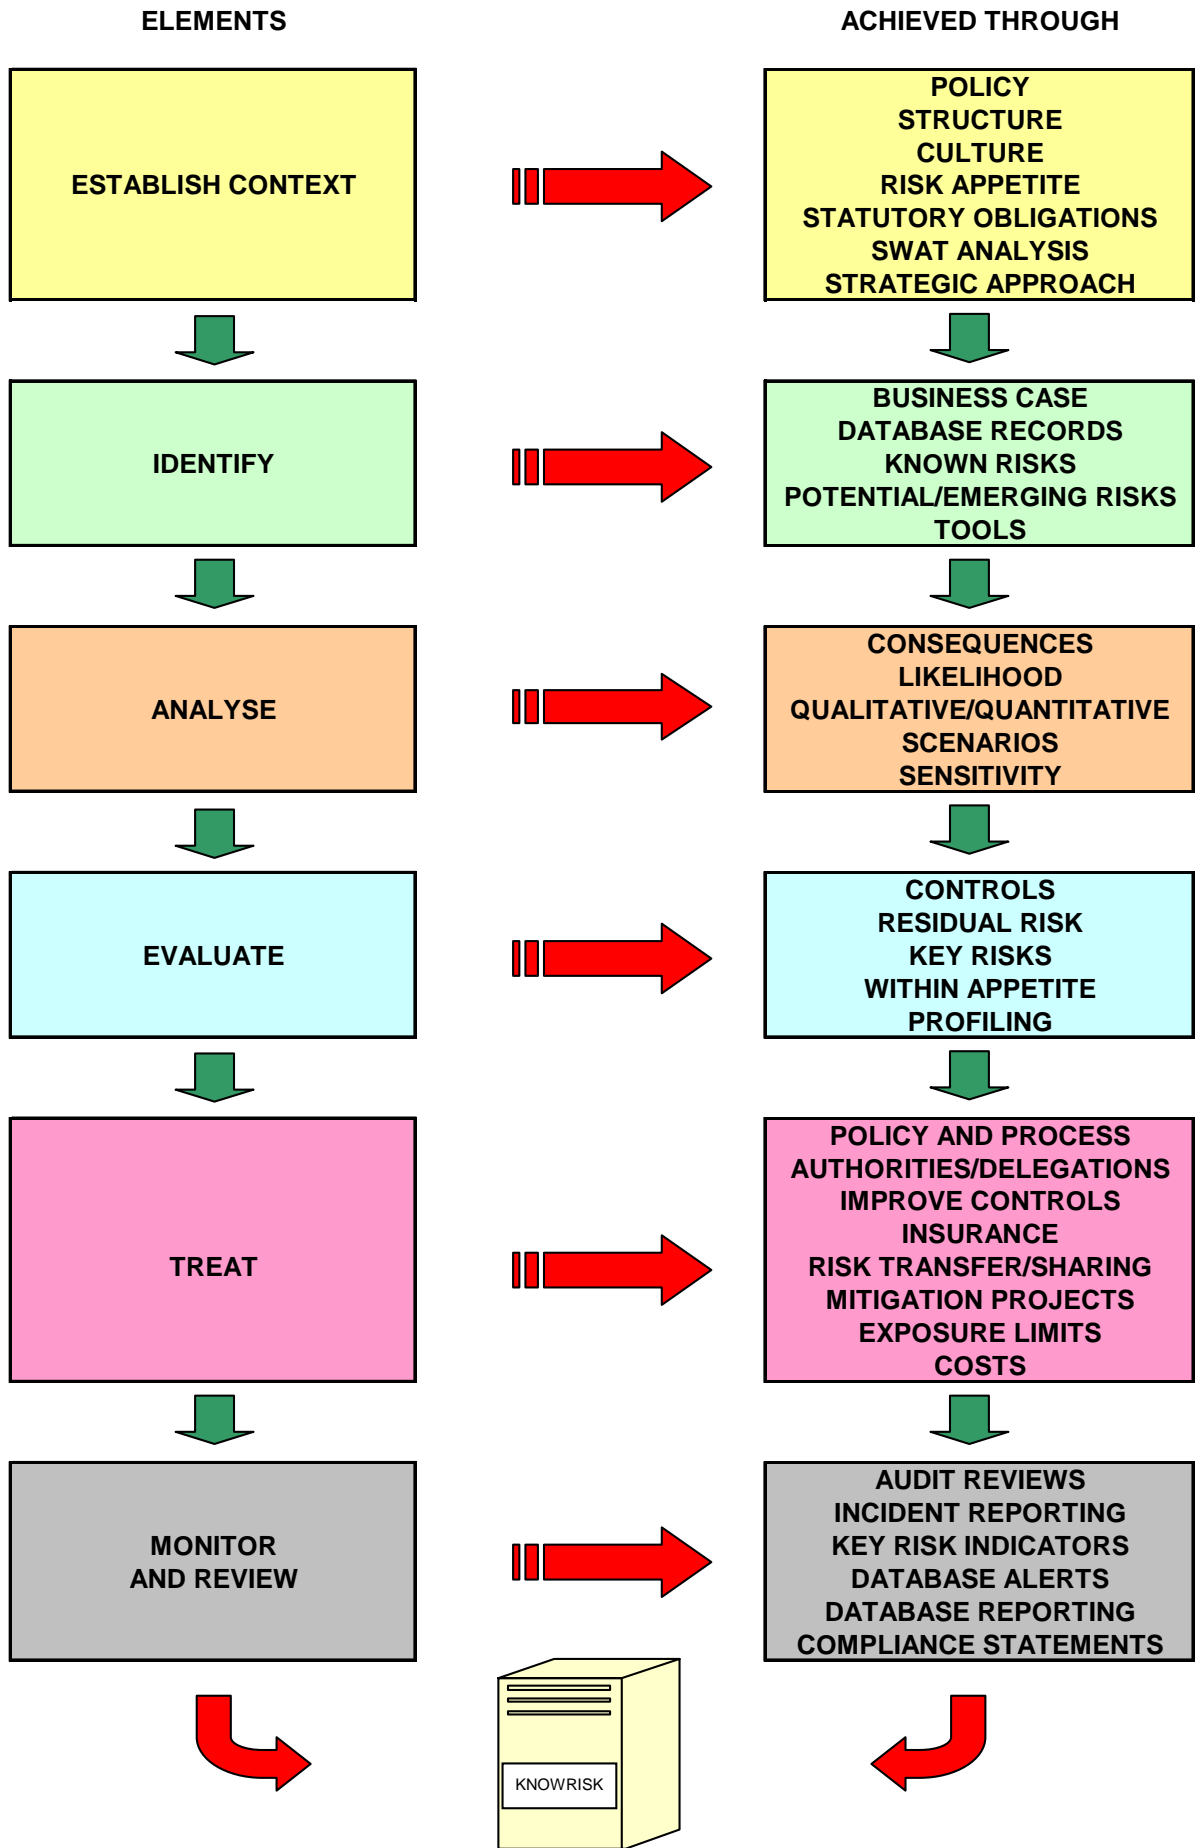 ELEMENTS
ACHIEVED THROUGH
ESTABLISH CONTEXT
POLICY
STRUCTURE
CULTURE
RISK APPETITE
STATUTORY OBLIGATIONS
SWAT ANALYSIS
STRATEGIC APPROACH
IDENTIFY
BUSINESS CASE
DATABASE RECORDS
KNOWN RISKS
POTENTIAL/EMERGING RISKS
TOOLS
ANALYSE
CONSEQUENCES
LIKELIHOOD
QUALITATIVE/QUANTITATIVE
SCENARIOS
SENSITIVITY
EVALUATE
CONTROLS
RESIDUAL RISK
KEY RISKS
WITHIN APPETITE
PROFILING
TREAT
POLICY AND PROCESS
AUTHORITIES/DELEGATIONS
IMPROVE CONTROLS
INSURANCE
RISK TRANSFER/SHARING
MITIGATION PROJECTS
EXPOSURE LIMITS
COSTS
MONITOR
AND REVIEW
AUDIT REVIEWS
INCIDENT REPORTING
KEY RISK INDICATORS
DATABASE ALERTS
DATABASE REPORTING
COMPLIANCE STATEMENTS
KNOWRISK